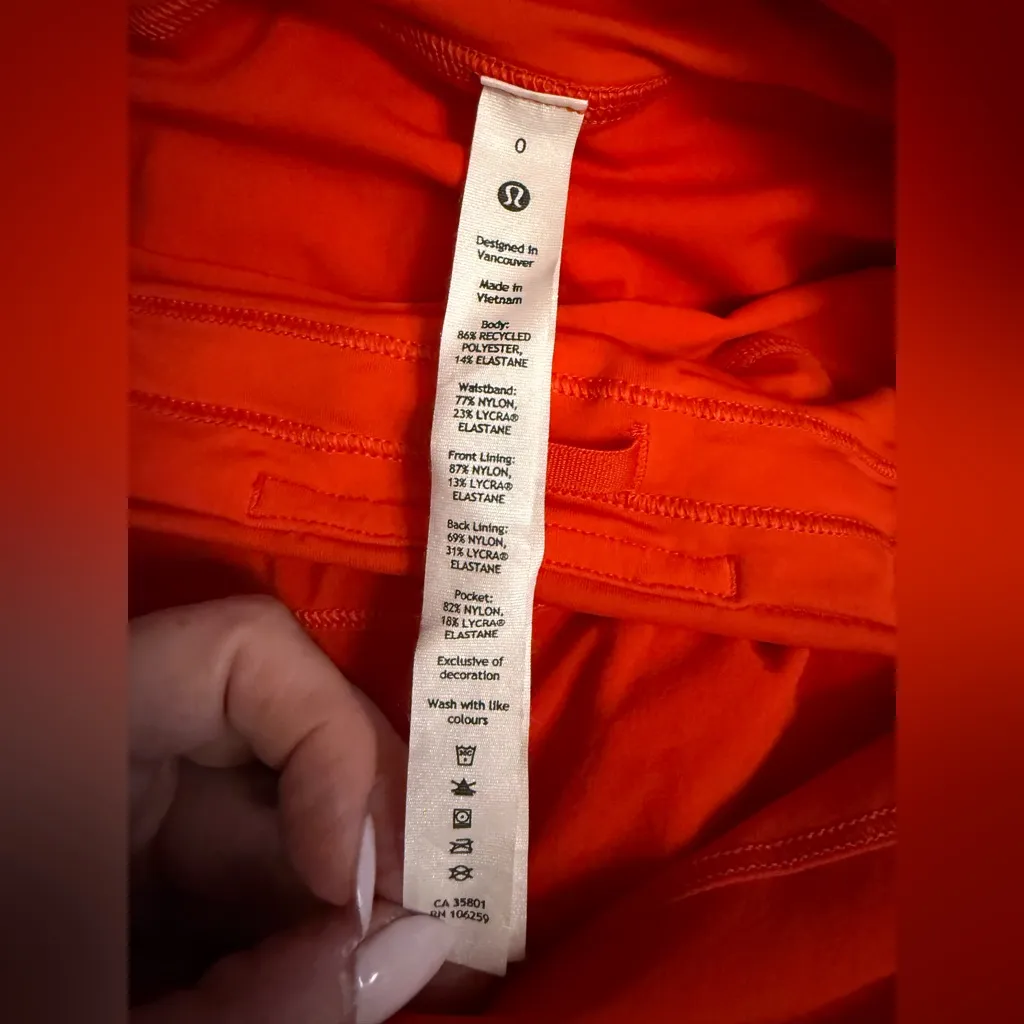 0
Designed in
Vancouver
Made in
Vietnam
Body:
86% RECYCLED
POLYESTER,
14% ELASTANE
Waistband:
77% NYLON,
23% LYCRA®
ELASTANE
Front Lining:
87% NYLON,
13% LYCRA®
ELASTANE
Back Lining:
69% NYLON,
31% LYCRA®
ELASTANE
Pocket:
82% NYLON,
18% LYCRA®
ELASTANE
Exclusive of
decoration
Wash with like
colours
30C
CA 35801
RN 106259